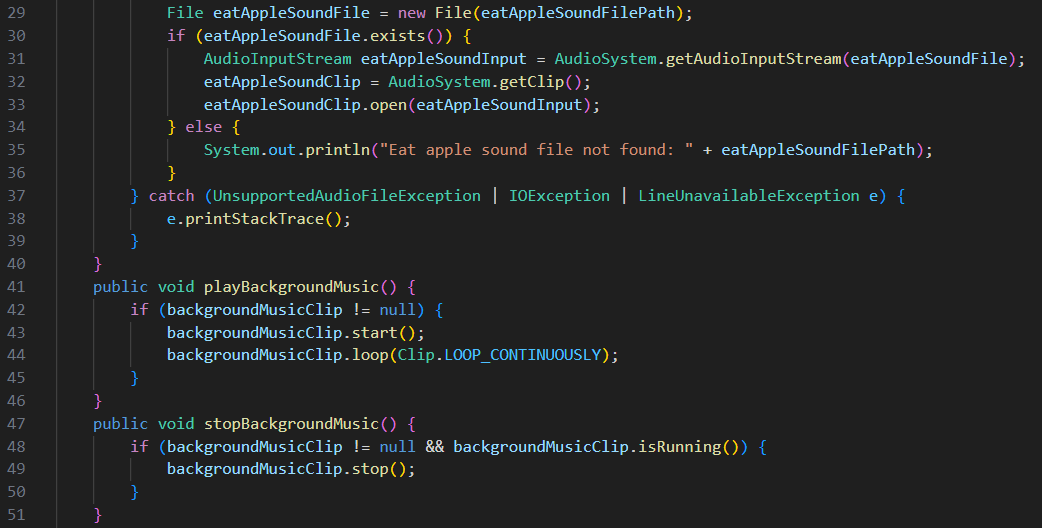 29 File eatAppleSoundFile = new File(eatAppleSoundFilePath);
30 if (eatAppleSoundFile.exists()) {
31 AudioInputStream eatAppleSoundInput = AudioSystem.getAudioInputStream(eatAppleSoundFile);
32 eatAppleSoundClip = AudioSystem.getClip();
33 eatAppleSoundClip.open(eatAppleSoundInput);
34 } else {
35 System.out.println("Eat apple sound file not found: " + eatAppleSoundFilePath);
36 }
37 } catch (UnsupportedAudioFileException | IOException | LineUnavailableException e) {
38 e.printStackTrace();
39 }
40 }
41 public void playBackgroundMusic() {
42 if (backgroundMusicClip != null) {
43 backgroundMusicClip.start();
44 backgroundMusicClip.loop(Clip.LOOP_CONTINUOUSLY);
45 }
46 }
47 public void stopBackgroundMusic() {
48 if (backgroundMusicClip != null && backgroundMusicClip.isRunning()) {
49 backgroundMusicClip.stop();
50 }
51 }